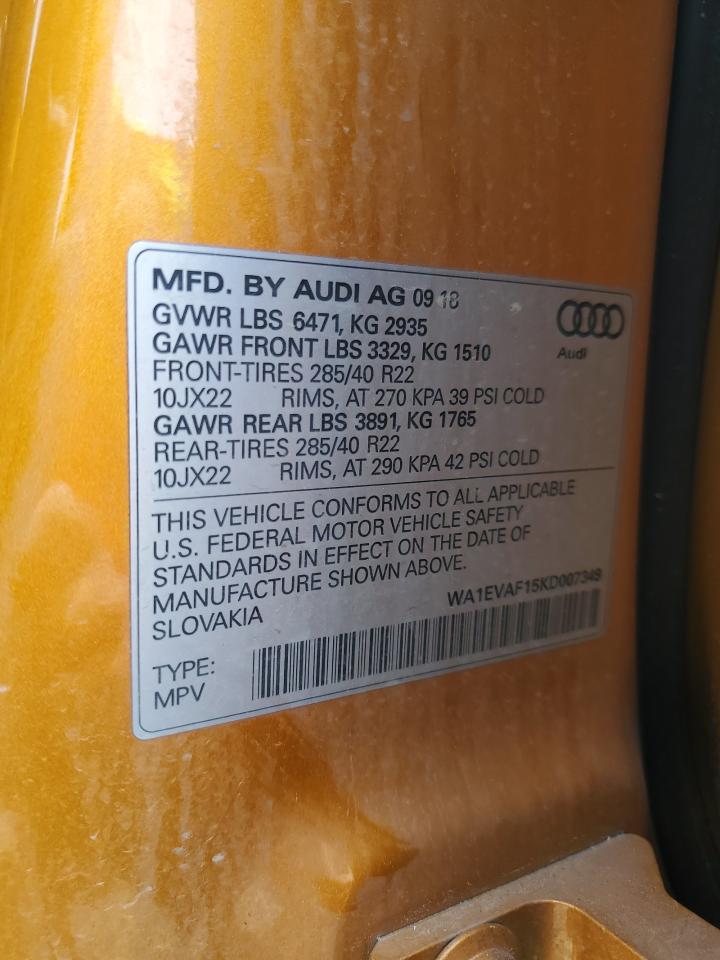 MFD. BY AUDI AG 09 18
GVWR LBS 6471, KG 2935
GAWR FRONT LBS 3329, KG 1510
FRONT-TIRES 285/40 R22
10JX22 RIMS, AT 270 KPA 39 PSI COLD
GAWR REAR LBS 3891, KG 1765
REAR-TIRES 285/40 R22
10JX22 RIMS, AT 290 KPA 42 PSI COLD
Audi
THIS VEHICLE CONFORMS TO ALL APPLICABLE
U.S. FEDERAL MOTOR VEHICLE SAFETY
STANDARDS IN EFFECT ON THE DATE OF
MANUFACTURE SHOWN ABOVE.
SLOVAKIA
WA1EVAF15KD007349
TYPE:
MPV